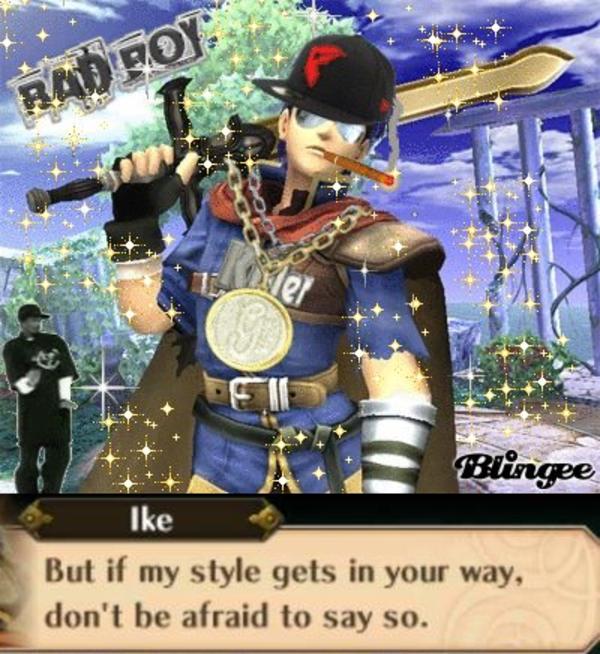 BAD BOY
Blingee
Ike
But if my style gets in your way,
don't be afraid to say so.